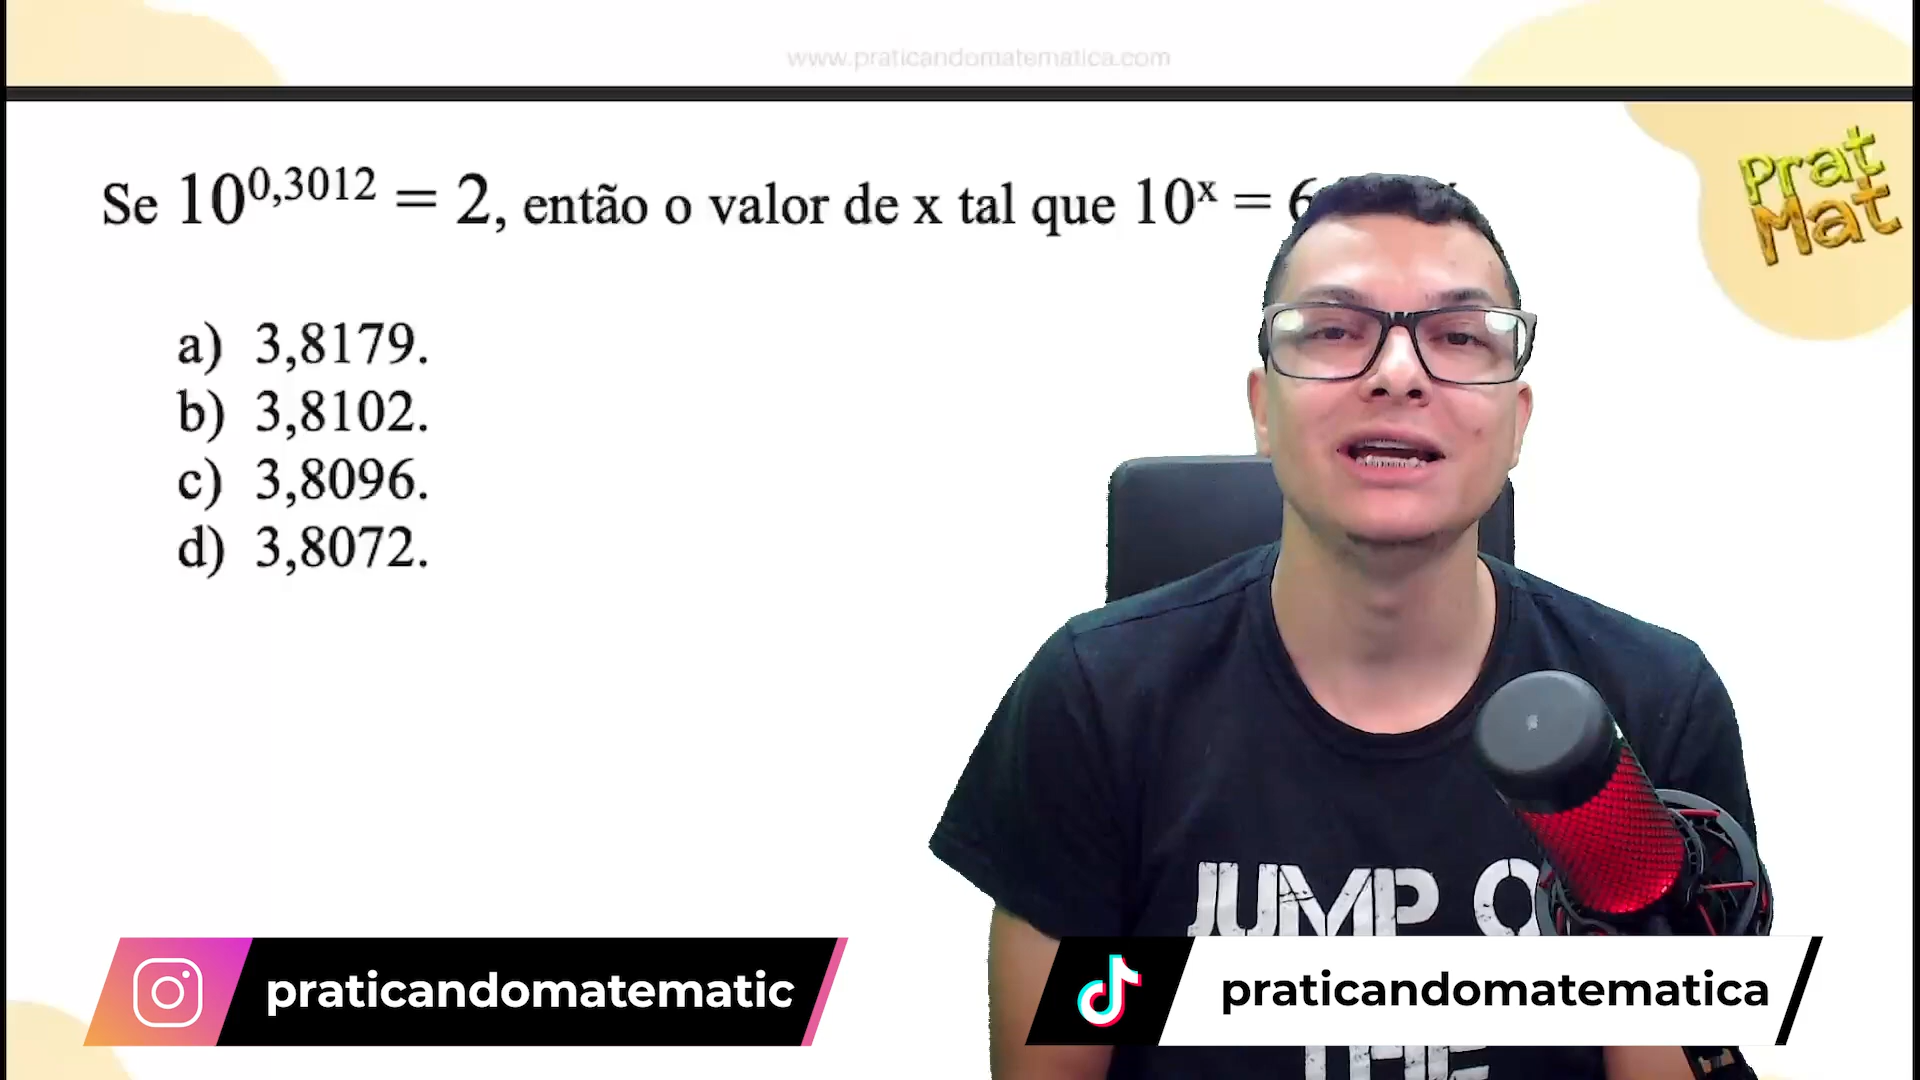 www.praticandomatematica.com
Prat
Mat
Se 10^0,3012 = 2, então o valor de x tal que 10^x = 6
a) 3,8179.
b) 3,8102.
c) 3,8096.
d) 3,8072.
JUMP O
THE
praticandomatematic
praticandomatematica